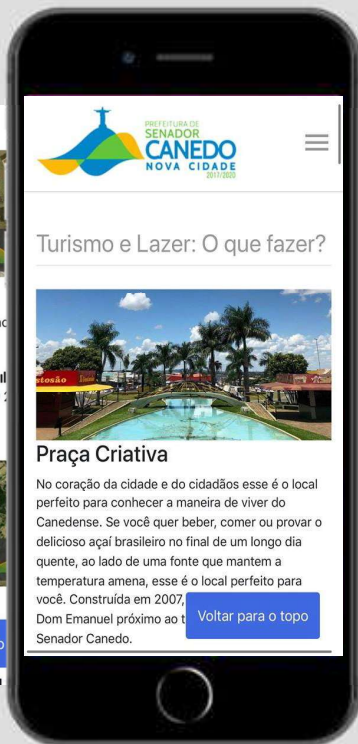 PREFEITURA DE
SENADOR
CANEDO
NOVA CIDADE
2017/2020
Turismo e Lazer: O que fazer?
stosão
Praça Criativa
No coração da cidade e do cidadãos esse é o local
perfeito para conhecer a maneira de viver do
Canedense. Se você quer beber, comer ou provar o
delicioso açaí brasileiro no final de um longo dia
quente, ao lado de uma fonte que mantem a
temperatura amena, esse é o local perfeito para
você. Construída em 2007,
Dom Emanuel próximo ao t
Senador Canedo.
Voltar para o topo